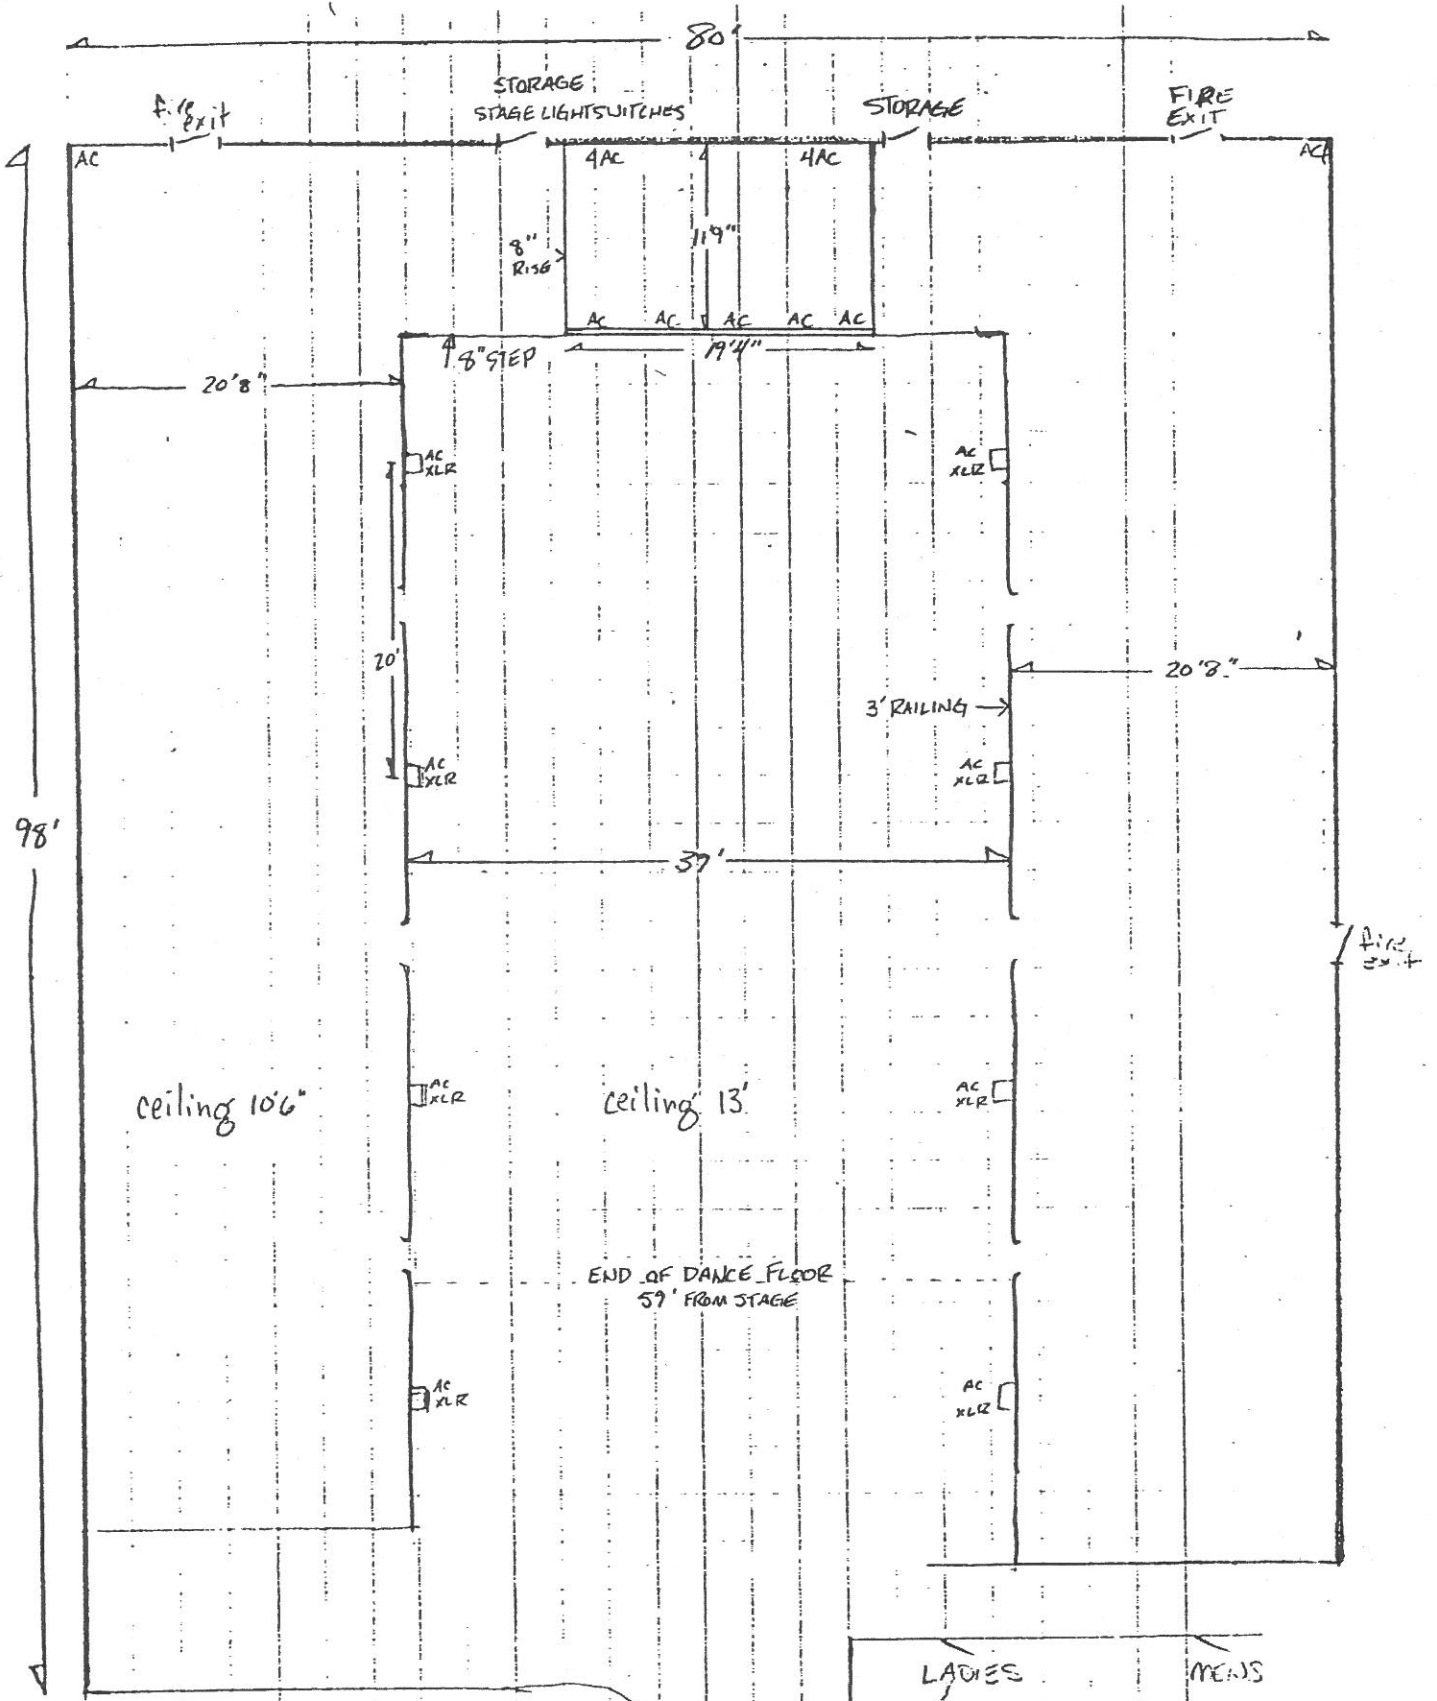 80'
STORAGE
STAGE LIGHTSWITCHES
STORAGE
FIRE
EXIT
fire
exit
AC
4AC
4AC
AC
11'9"
8"
RISE
AC AC AC AC AC
8" STEP
19'4"
20'8"
AC
XLR
AC
XLR
20'
20'8"
3' RAILING
AC
XLR
AC
XLR
98'
fire
exit
ceiling 10'6"
AC
XLR
ceiling 13'
AC
XLR
END OF DANCE FLOOR
59' FROM STAGE
AC
XLR
AC
XLR
LADIES
MENS